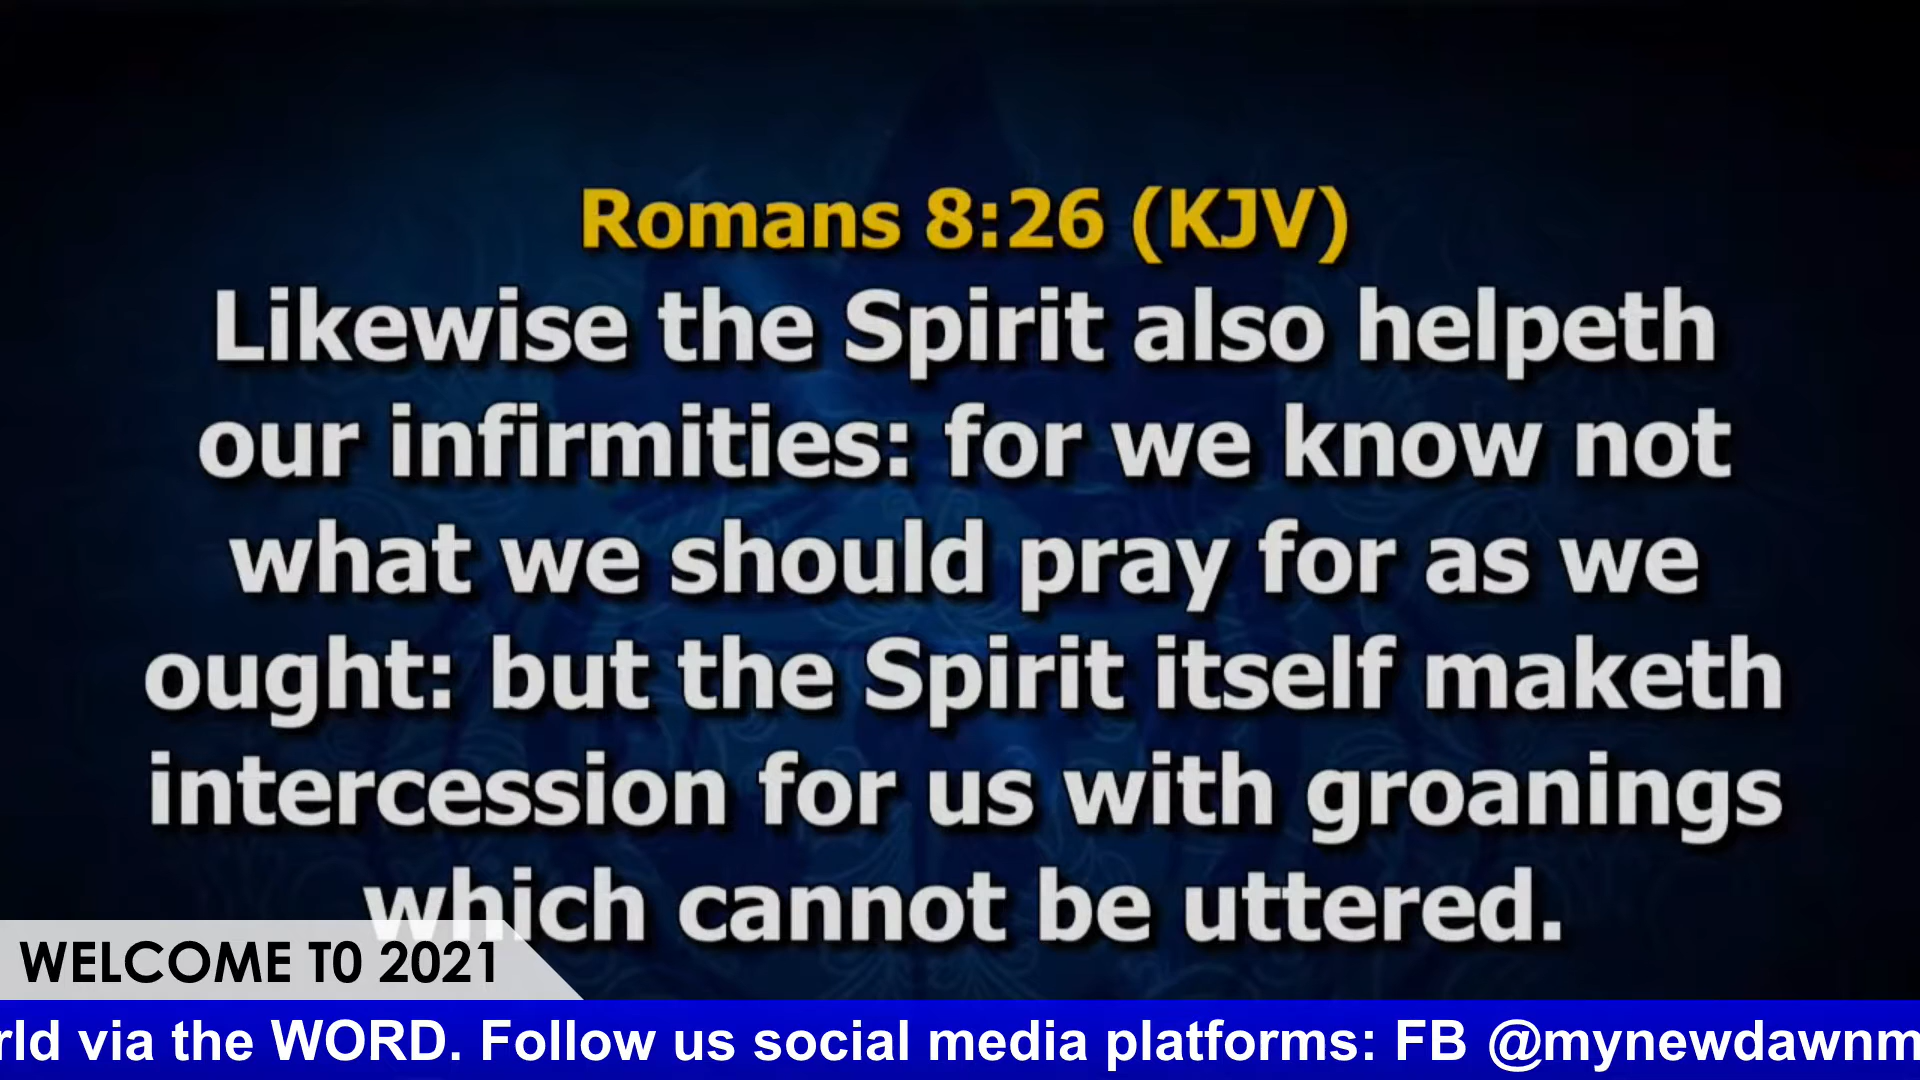 Romans 8:26 (KJV)
Likewise the Spirit also helpeth
our infirmities: for we know not
what we should pray for as we
ought: but the Spirit itself maketh
intercession for us with groanings
which cannot be uttered.
WELCOME T0 2021
via the WORD. Follow us social media platforms: FB @mynewdawnm